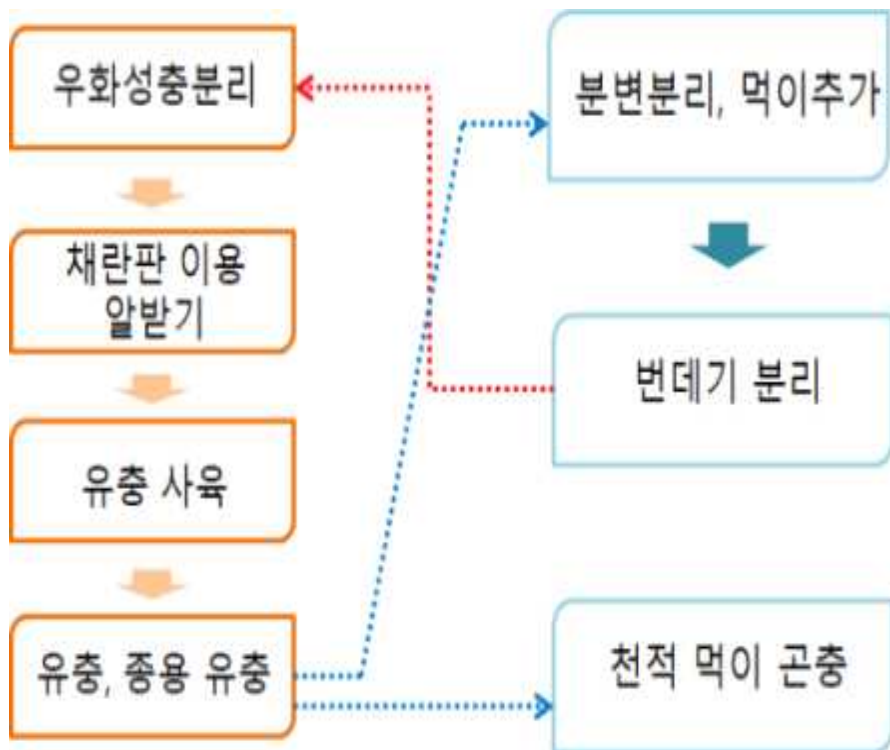 우화성충분리
채란판 이용
알받기
유충 사육
유충, 종용 유충
분변분리, 먹이추가
번데기 분리
천적 먹이 곤충